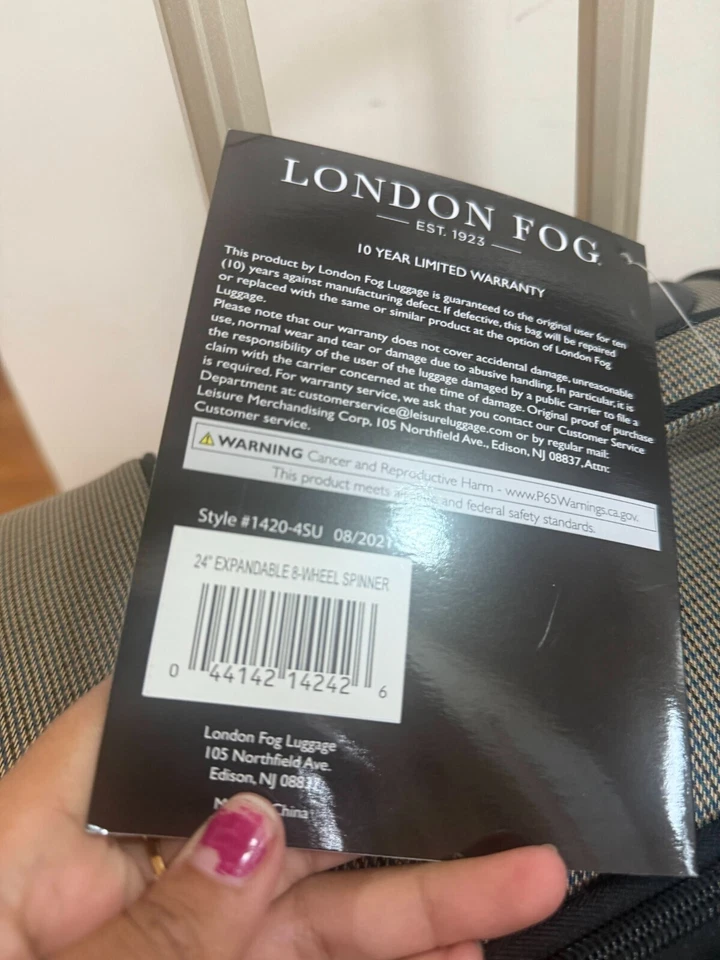 LONDON FOG
EST. 1923
10 YEAR LIMITED WARRANTY
This product by London Fog Luggage is guaranteed to the original user for ten
(10) years against manufacturing defect. If defective, this bag will be repaired
or replaced with the same or similar product at the option of London Fog
Luggage.
Please note that our warranty does not cover accidental damage, unreasonable
use, normal wear and tear or damage due to abusive handling. In particular, it is
the responsibility of the user of the luggage damaged by a public carrier to file a
claim with the carrier concerned at the time of damage. Original proof of purchase
is required. For warranty service, we ask that you contact our Customer Service
Department at: customerservice@leisureluggage.com or by regular mail:
Leisure Merchandising Corp. 105 Northfield Ave., Edison, NJ 08837, Attn:
Customer service.
WARNING Cancer and Reproductive Harm - www.P65Warnings.ca.gov.
This product meets and federal safety standards.
Style #1420-4SU 08/2021
24" EXPANDABLE 8-WHEEL SPINNER
0 44142 14242 6
London Fog Luggage
105 Northfield Ave.
Edison, NJ 08837
China